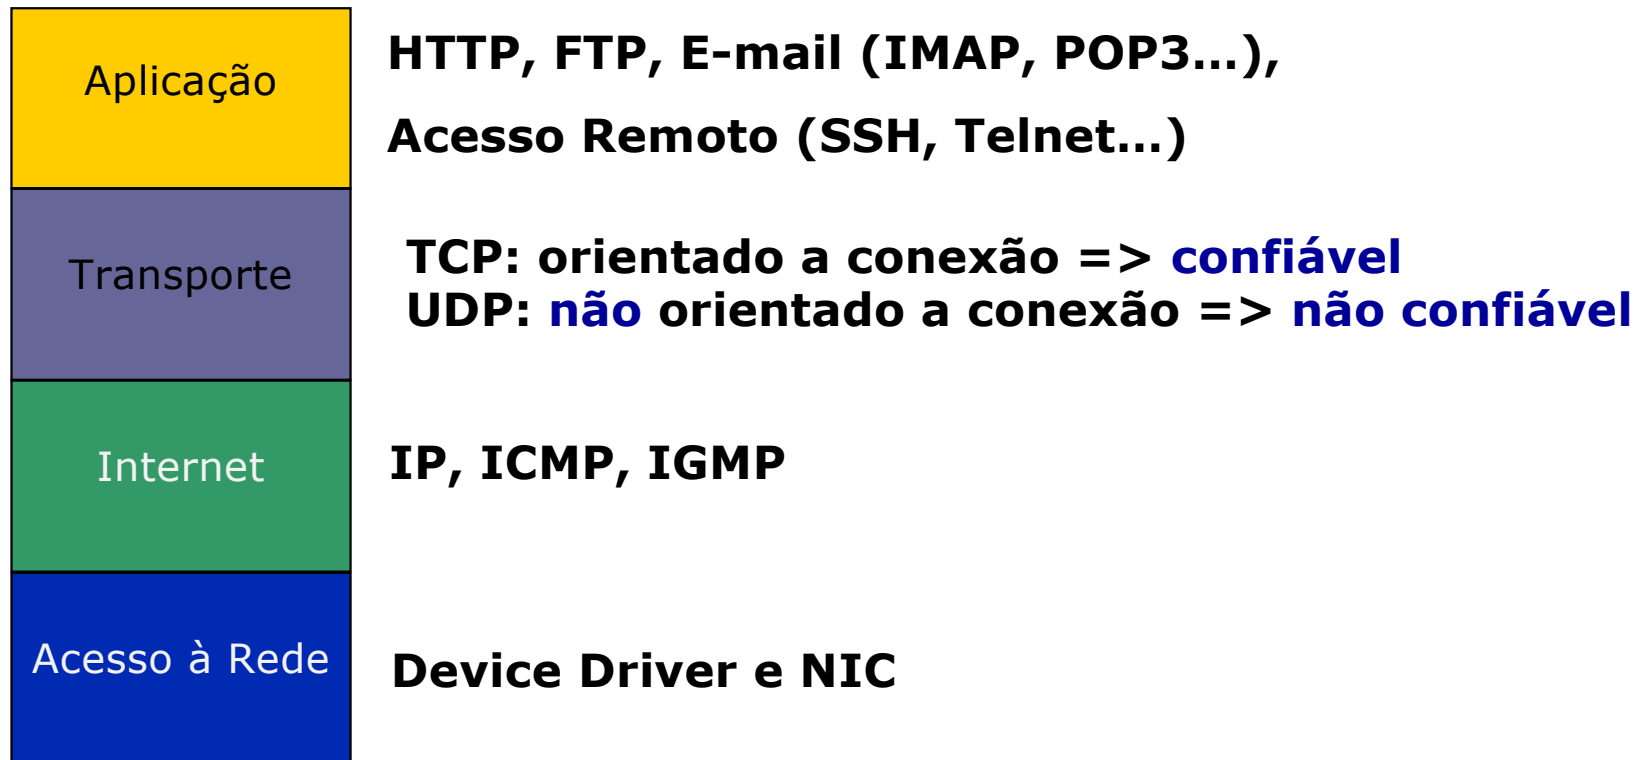 Aplicação
HTTP, FTP, E-mail (IMAP, POP3...),
Acesso Remoto (SSH, Telnet...)
Transporte
TCP: orientado a conexão => confiável
UDP: não orientado a conexão => não confiável
Internet
IP, ICMP, IGMP
Acesso à Rede
Device Driver e NIC